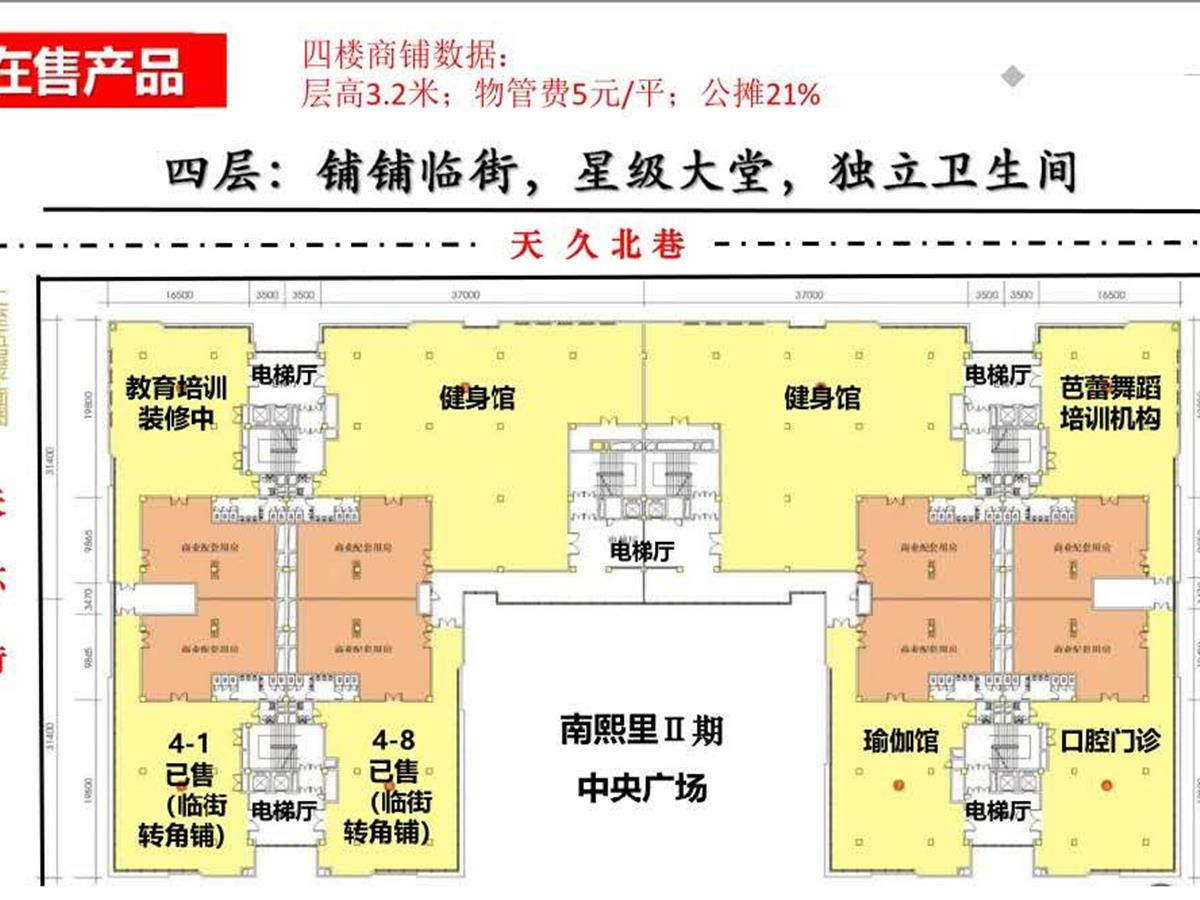 在售产品
四楼商铺数据：
层高3.2米；物管费5元/平；公摊21%
四层：铺铺临街，星级大堂，独立卫生间
天久北巷
16500 3500 3500 37000 37000 3500 3500 16500
教育培训
装修中
电梯厅
健身馆
健身馆
电梯厅
芭蕾舞蹈
培训机构
19800
31400
电梯厅
9865
商业配套用房
商业配套用房
商业配套用房
商业配套用房
3470
9865
商业配套用房
商业配套用房
商业配套用房
商业配套用房
31400
19800
4-1
已售
（临街
转角铺）
电梯厅
4-8
已售
（临街
转角铺）
南熙里Ⅱ期
中央广场
瑜伽馆
电梯厅
口腔门诊